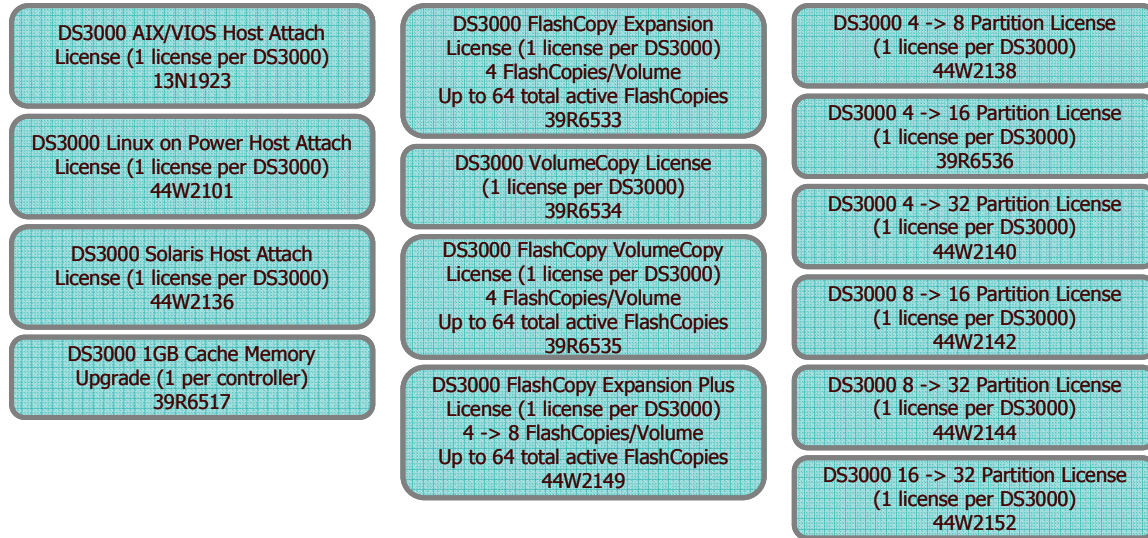 DS3000 AIX/VIOS Host Attach
License (1 license per DS3000)
13N1923
DS3000 Linux on Power Host Attach
License (1 license per DS3000)
44W2101
DS3000 Solaris Host Attach
License (1 license per DS3000)
44W2136
DS3000 1GB Cache Memory
Upgrade (1 per controller)
39R6517
DS3000 FlashCopy Expansion
License (1 license per DS3000)
4 FlashCopies/Volume
Up to 64 total active FlashCopies
39R6533
DS3000 VolumeCopy License
(1 license per DS3000)
39R6534
DS3000 FlashCopy VolumeCopy
License (1 license per DS3000)
4 FlashCopies/Volume
Up to 64 total active FlashCopies
39R6535
DS3000 FlashCopy Expansion Plus
License (1 license per DS3000)
4 -> 8 FlashCopies/Volume
Up to 64 total active FlashCopies
44W2149
DS3000 4 -> 8 Partition License
(1 license per DS3000)
44W2138
DS3000 4 -> 16 Partition License
(1 license per DS3000)
39R6536
DS3000 4 -> 32 Partition License
(1 license per DS3000)
44W2140
DS3000 8 -> 16 Partition License
(1 license per DS3000)
44W2142
DS3000 8 -> 32 Partition License
(1 license per DS3000)
44W2144
DS3000 16 -> 32 Partition License
(1 license per DS3000)
44W2152